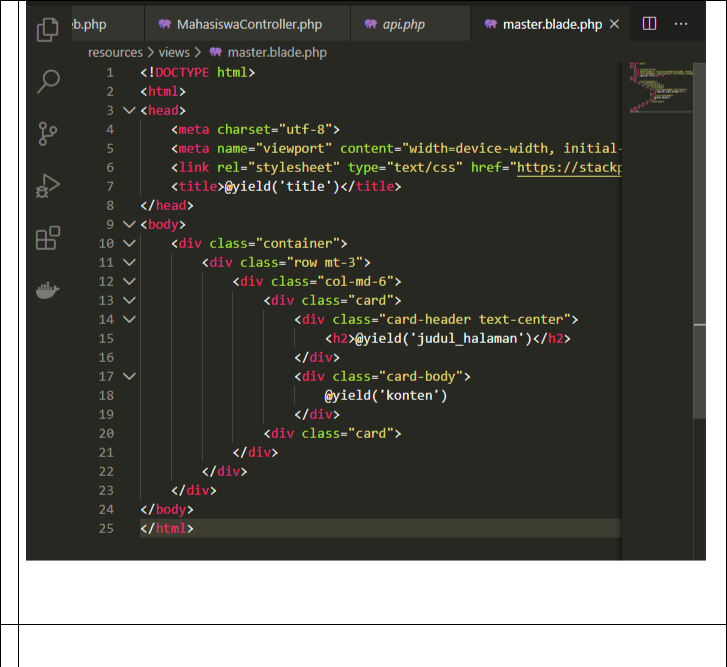 b.php MahasiswaController.php api.php master.blade.php × ...
resources > views > master.blade.php
1 <!DOCTYPE html>
2 <html>
3 <head>
4 <meta charset="utf-8">
5 <meta name="viewport" content="width=device-width, initial-
6 <link rel="stylesheet" type="text/css" href="https://stackp
7 <title>@yield('title')</title>
8 </head>
9 <body>
10 <div class="container">
11 <div class="row mt-3">
12 <div class="col-md-6">
13 <div class="card">
14 <div class="card-header text-center">
15 <h2>@yield('judul_halaman')</h2>
16 </div>
17 <div class="card-body">
18 @yield('konten')
19 </div>
20 <div class="card">
21 </div>
22 </div>
23 </div>
24 </body>
25 </html>